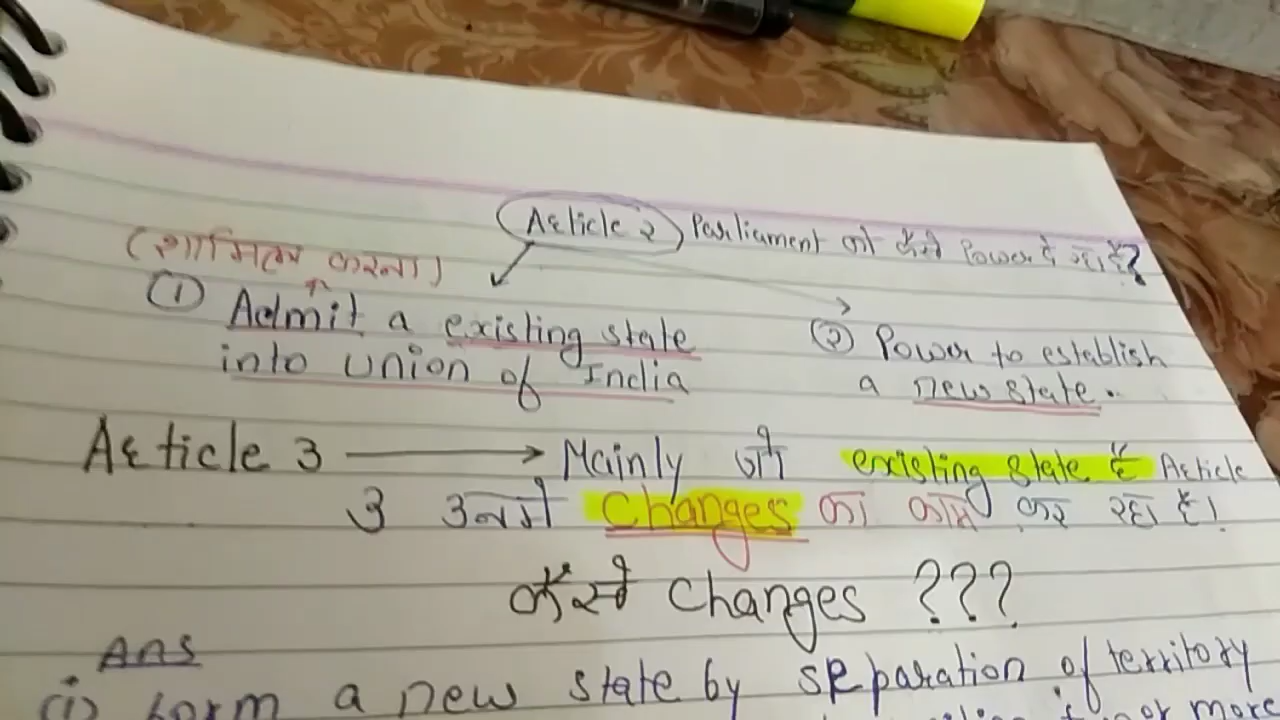 Article 2 Parliament को कैसे Power दे रहा है?
(शामिल करना)
① Admit a existing state
into union of India
② Power to establish
a new state.
Article 3 → Mainly जो existing state है Article
3 उनमे Changes का काम कर रहा है।
कैसे Changes ???
Ans
(i) form a new state by separation of territory
or more